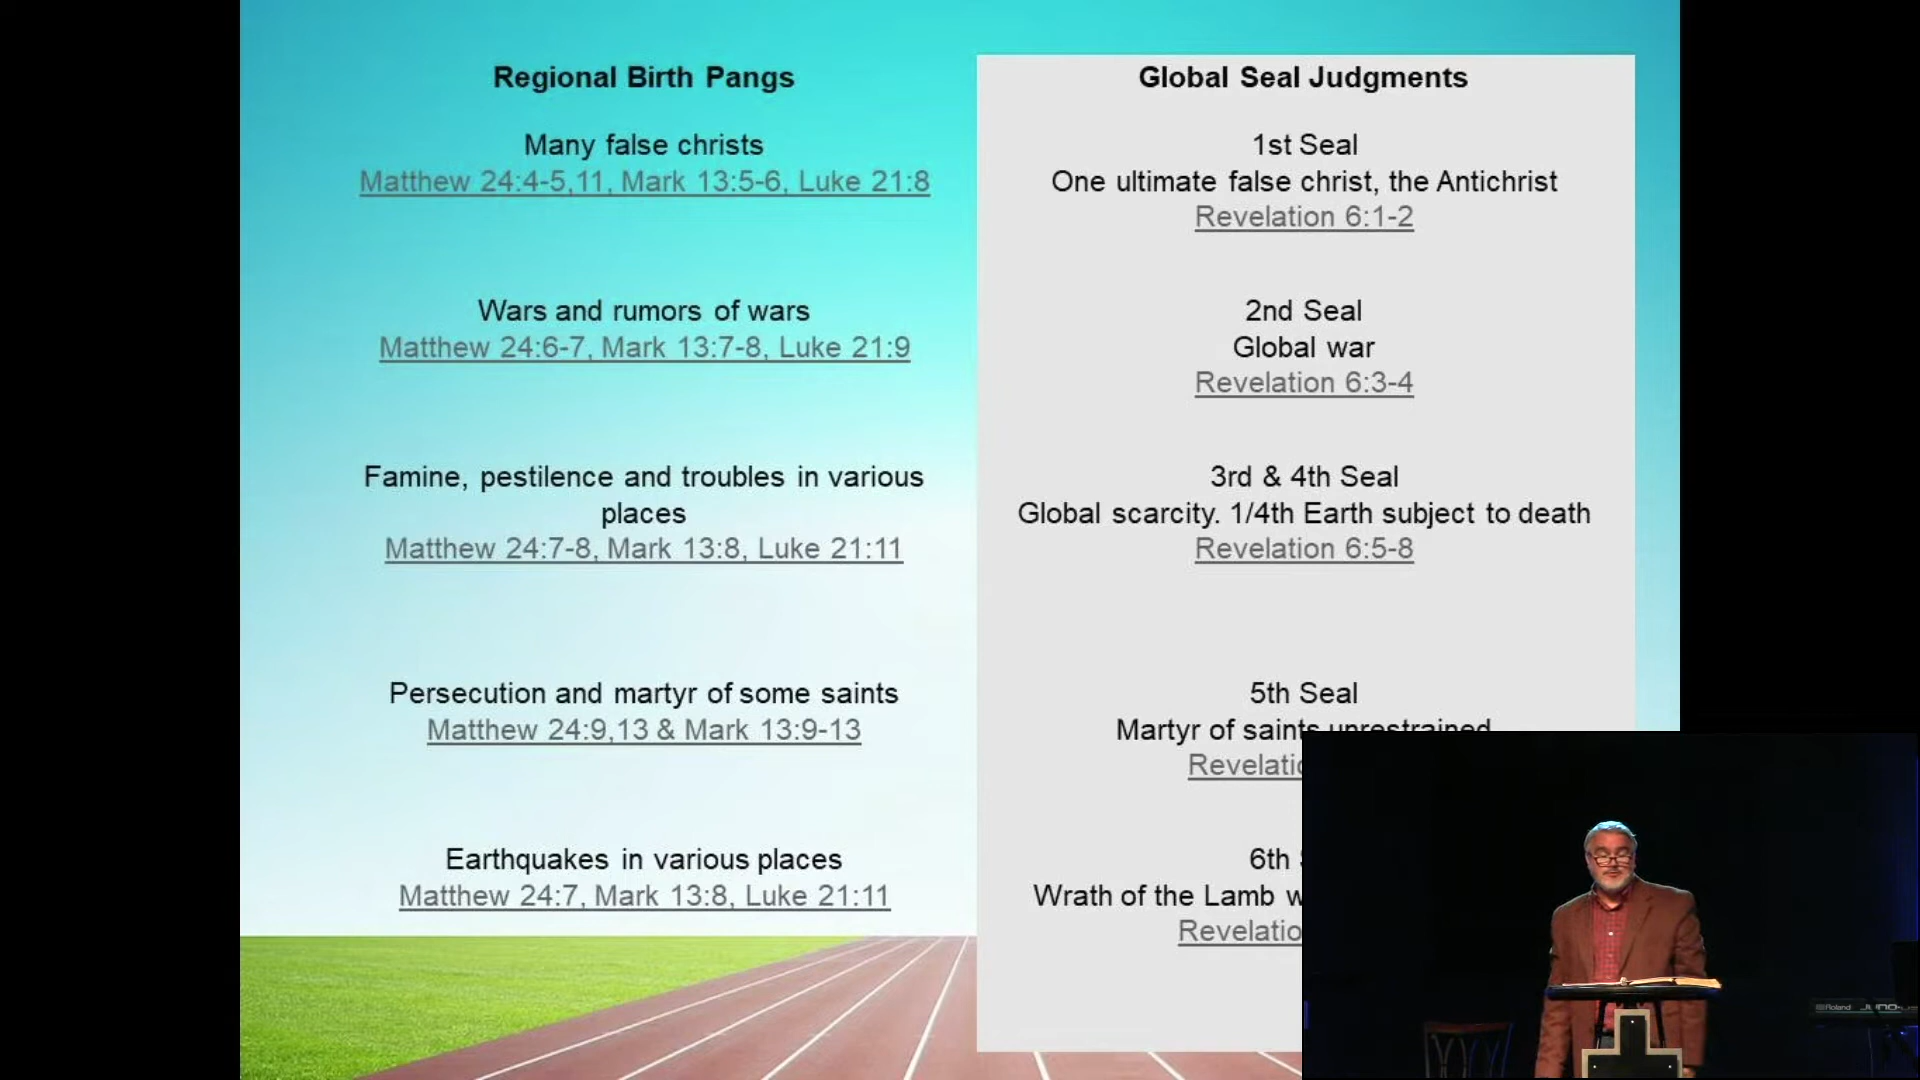 Regional Birth Pangs
Many false christs
Matthew 24:4-5,11, Mark 13:5-6, Luke 21:8
Wars and rumors of wars
Matthew 24:6-7, Mark 13:7-8, Luke 21:9
Famine, pestilence and troubles in various
places
Matthew 24:7-8, Mark 13:8, Luke 21:11
Persecution and martyr of some saints
Matthew 24:9,13 & Mark 13:9-13
Earthquakes in various places
Matthew 24:7, Mark 13:8, Luke 21:11
Global Seal Judgments
1st Seal
One ultimate false christ, the Antichrist
Revelation 6:1-2
2nd Seal
Global war
Revelation 6:3-4
3rd & 4th Seal
Global scarcity. 1/4th Earth subject to death
Revelation 6:5-8
5th Seal
Martyr of saints unrestrained
Revelatio
6th
Wrath of the Lamb w
Revelatio
Roland